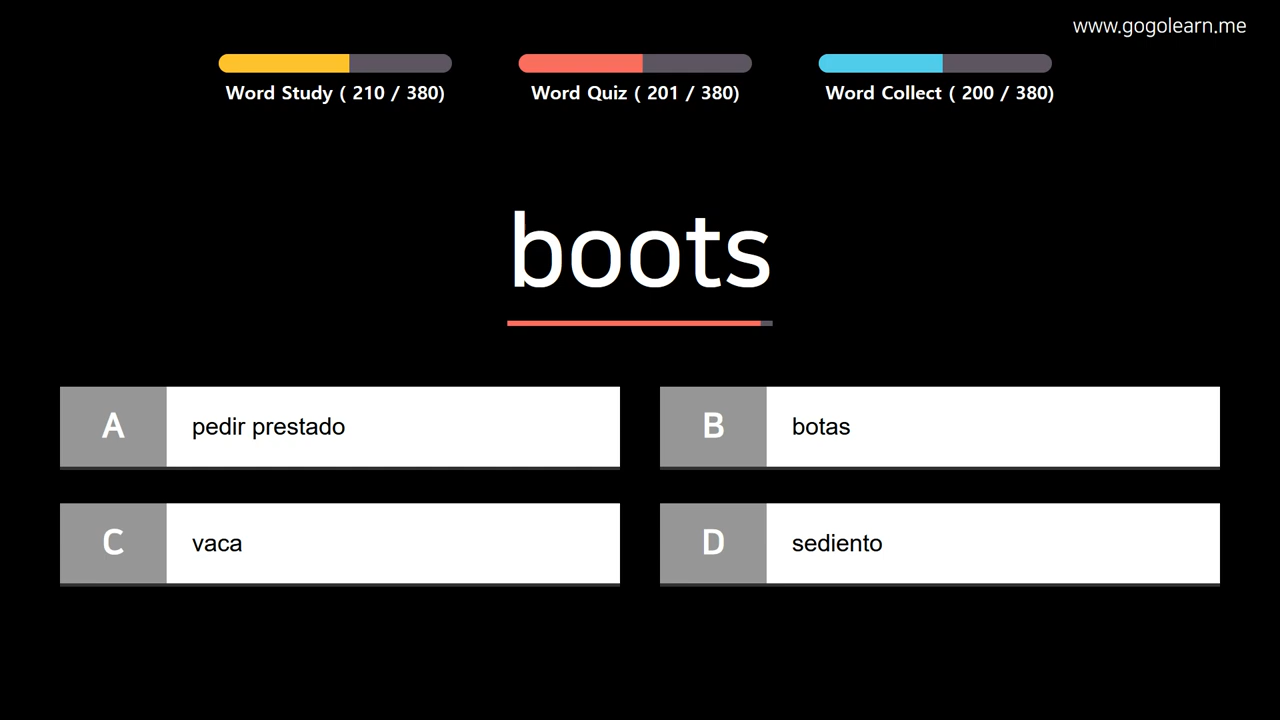 www.gogolearn.me
Word Study ( 210 / 380)
Word Quiz ( 201 / 380)
Word Collect ( 200 / 380)
boots
A
pedir prestado
B
botas
C
vaca
D
sediento